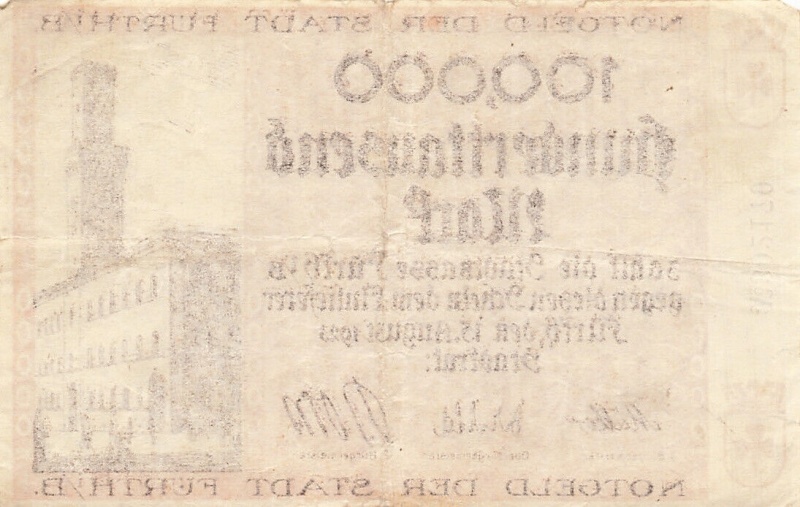 NOTGELD DER STADT FÜRTH I/B.
100,000
Hunderttausend
Mark
zahlt die Stadtkasse Fürth i/B
gegen diesen Schein dem Einlieferer
Fürth, den 15. August 1923
Stadtrat:
NOTGELD DER STADT FÜRTH I/B.